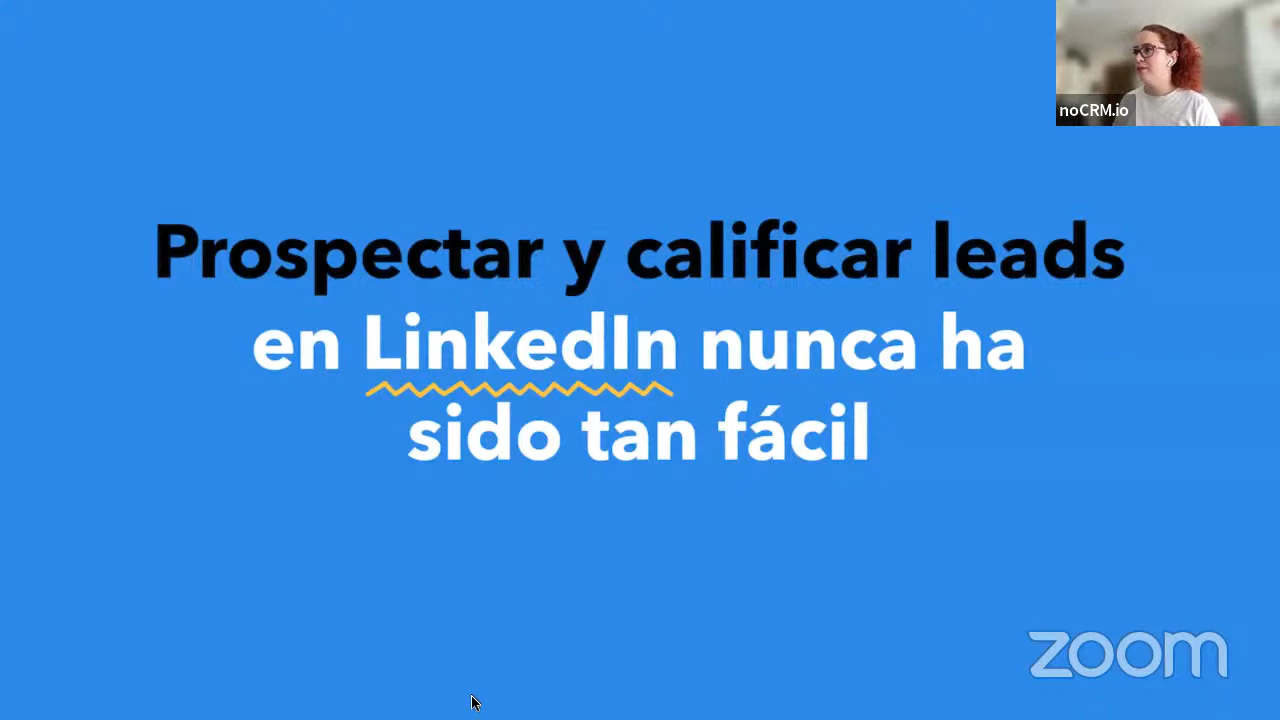 noCRM.io
Prospectar y calificar leads
en LinkedIn nunca ha
sido tan fácil
zoom